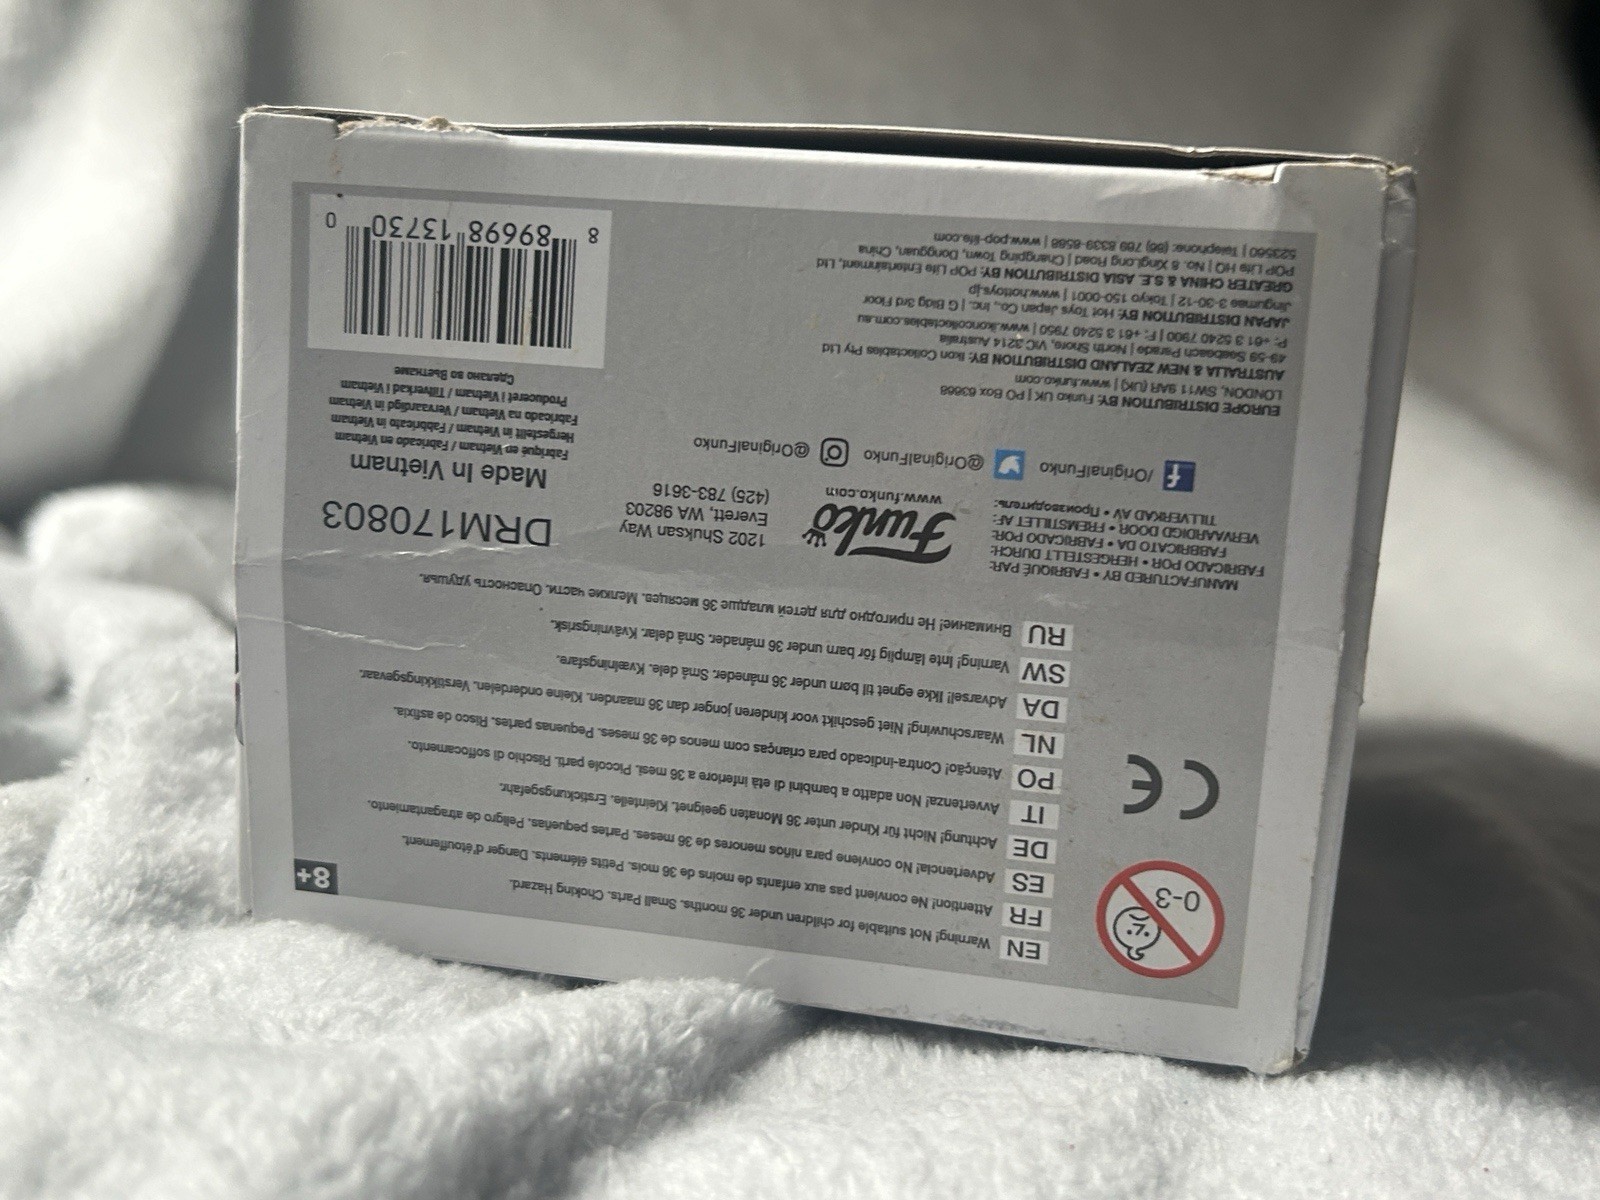 EN Warning! Not suitable for children under 36 months. Small Parts. Choking Hazard.
FR Attention! Ne convient pas aux enfants de moins de 36 mois. Petits éléments. Danger d'étouffement.
ES Advertencia! No conviene para niños menores de 36 meses. Partes pequeñas. Peligro de atragantamiento.
DE Achtung! Nicht für Kinder unter 36 Monaten geeignet. Kleinteile. Erstickungsgefahr.
IT Avvertenza! Non adatto a bambini di età inferiore a 36 mesi. Piccole parti. Rischio di soffocamento.
PO Atenção! Contra-indicado para crianças com menos de 36 meses. Pequenas partes. Risco de asfixia.
NL Waarschuwing! Niet geschikt voor kinderen jonger dan 36 maanden. Kleine onderdelen. Verstikkingsgevaar.
DA Advarsel! Ikke egnet til børn under 36 måneder. Små dele. Kvælningsfare.
SW Varning! Inte lämplig för barn under 36 månader. Små delar. Kvävningsrisk.
RU Внимание! Не пригодно для детей младше 36 месяцев. Мелкие части. Опасность удушья.
0-3
CE
8+
MANUFACTURED BY • FABRIQUÉ PAR:
FABRICADO POR • HERGESTELLT DURCH:
FABBRICATO DA • FABRICADO POR:
VERVAARDIGD DOOR • FREMSTILLET AF:
TILLVERKAD AV • Производитель:
Funko
www.funko.com
1202 Shuksan Way
Everett, WA 98203
(425) 783-3616
DRM170803
Made In Vietnam
Fabriqué en Vietnam / Fabricado en Vietnam
Hergestellt in Vietnam / Fabbricato in Vietnam
Fabricado na Vietnam / Vervaardigd in Vietnam
Produceret i Vietnam / Tillverkad i Vietnam
Сделано во Вьетнаме
/OriginalFunko
@OriginalFunko
@OriginalFunko
EUROPE DISTRIBUTION BY: Funko UK | PO Box 63668
LONDON, SW11 9AR (UK) | www.funko.com
AUSTRALIA & NEW ZEALAND DISTRIBUTION BY: Ikon Collectables Pty Ltd
49-59 Seabeach Parade | North Shore, VIC 3214 Australia
P: +61 3 5240 7900 | F: +61 3 5240 7950 | www.ikoncollectables.com.au
JAPAN DISTRIBUTION BY: Hot Toys Japan Co., Inc. | G Bldg 3rd Floor
Jingumae 3-30-12 | Tokyo 150-0001 | www.hottoys.jp
GREATER CHINA & S.E. ASIA DISTRIBUTION BY: POP Life Entertainment, Ltd
POP Life HQ | No. 8 XingLong Road | Changping Town, Dongguan, China
523560 | Telephone: (86) 769 8339-8568 | www.pop-life.com
8 89698 13730 0